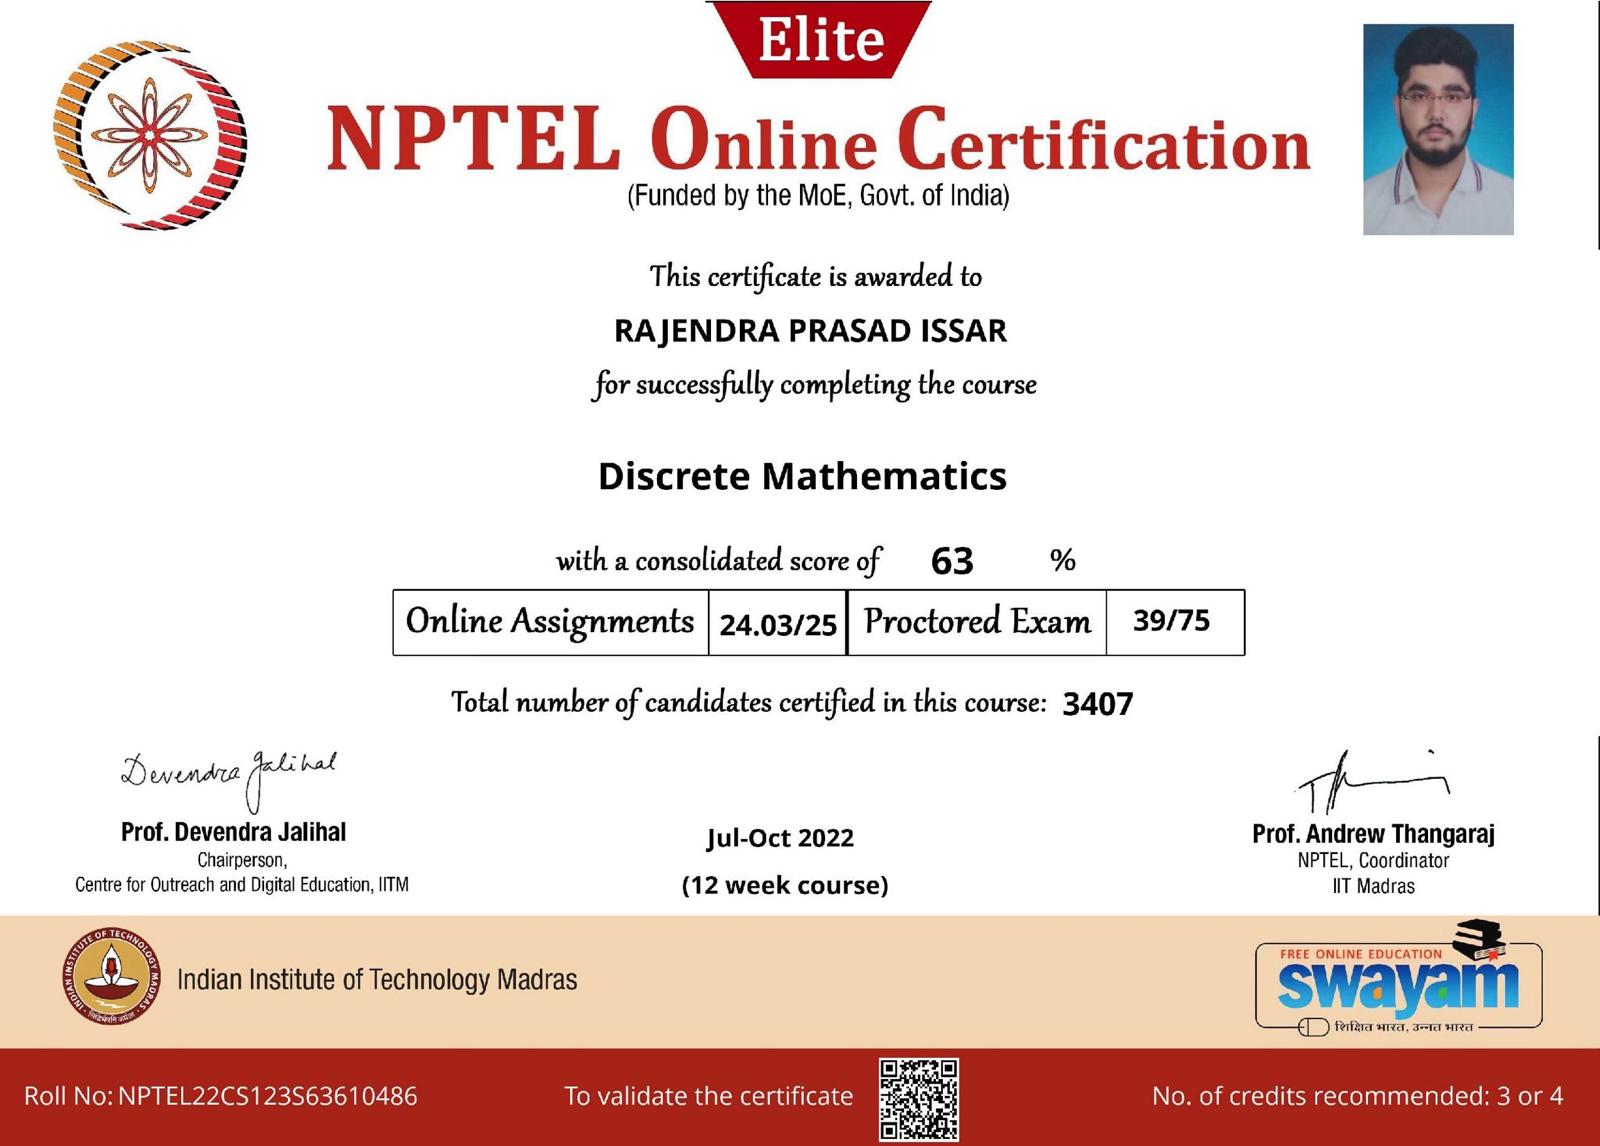 Elite
NPTEL Online Certification
(Funded by the MoE, Govt. of India)
This certificate is awarded to
RAJENDRA PRASAD ISSAR
for successfully completing the course
Discrete Mathematics
with a consolidated score of 63 %
Online Assignments 24.03/25 Proctored Exam 39/75
Total number of candidates certified in this course: 3407
Devendra Jalihal
Prof. Devendra Jalihal
Chairperson,
Centre for Outreach and Digital Education, IITM
Jul-Oct 2022
(12 week course)
Prof. Andrew Thangaraj
NPTEL, Coordinator
IIT Madras
INDIAN INSTITUTE OF TECHNOLOGY MADRAS
Indian Institute of Technology Madras
FREE ONLINE EDUCATION
swayam
शिक्षित भारत, उन्नत भारत
Roll No: NPTEL22CS123S63610486
To validate the certificate
No. of credits recommended: 3 or 4